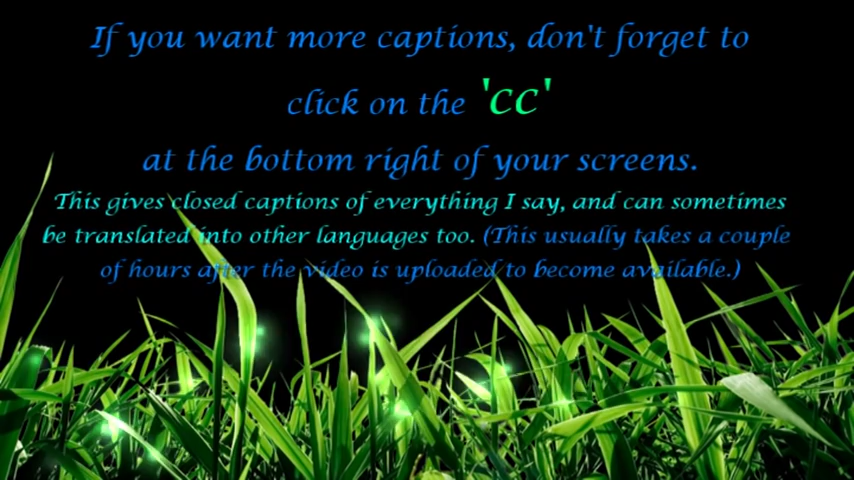 If you want more captions, don't forget to
click on the 'cc'
at the bottom right of your screens.
This gives closed captions of everything I say, and can sometimes
be translated into other languages too. (This usually takes a couple
of hours after the video is uploaded to become available.)